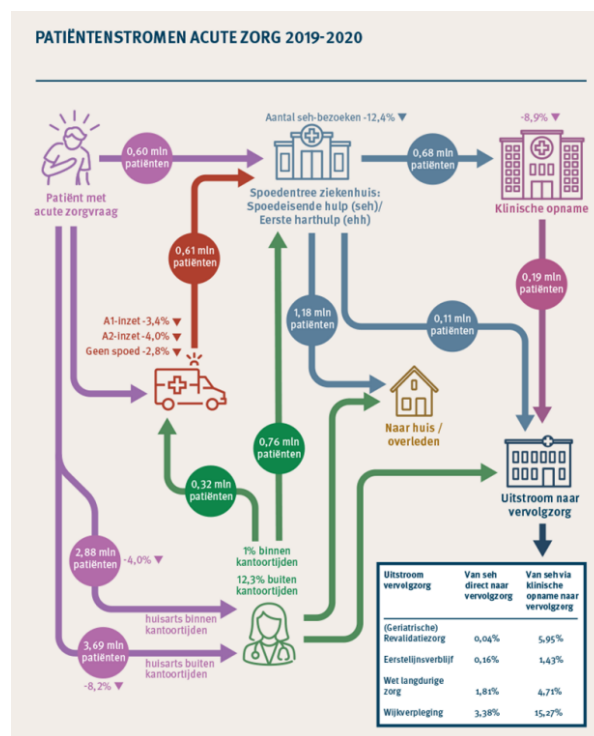 PATIËNTENSTROMEN ACUTE ZORG 2019-2020
Aantal seh-bezoeken -12,4% ▼
-8,9% ▼
0,60 mln
patiënten
0,68 mln
patiënten
Patiënt met
acute zorgvraag
Spoedentree ziekenhuis:
Spoedeisende hulp (seh)/
Eerste harthulp (ehh)
Klinische opname
0,61 mln
patiënten
0,19 mln
patiënten
1,18 mln
patiënten
0,11 mln
patiënten
A1-inzet -3,4% ▼
A2-inzet -4,0% ▼
Geen spoed -2,8% ▼
Naar huis /
overleden
0,76 mln
patiënten
0,32 mln
patiënten
Uitstroom naar
vervolgzorg
1% binnen
kantoortijden
12,3% buiten
kantoortijden
2,88 mln
patiënten
-4,0% ▼
huisarts binnen
kantoortijden
3,69 mln
patiënten
-8,2% ▼
huisarts buiten
kantoortijden
Uitstroom
vervolgzorg
Van seh
direct naar
vervolgzorg
Van seh via
klinische
opname naar
vervolgzorg
(Geriatrische)
Revalidatiezorg 0,04% 5,95%
Eerstelijnsverblijf 0,16% 1,43%
Wet langdurige
zorg 1,81% 4,71%
Wijkverpleging 3,38% 15,27%